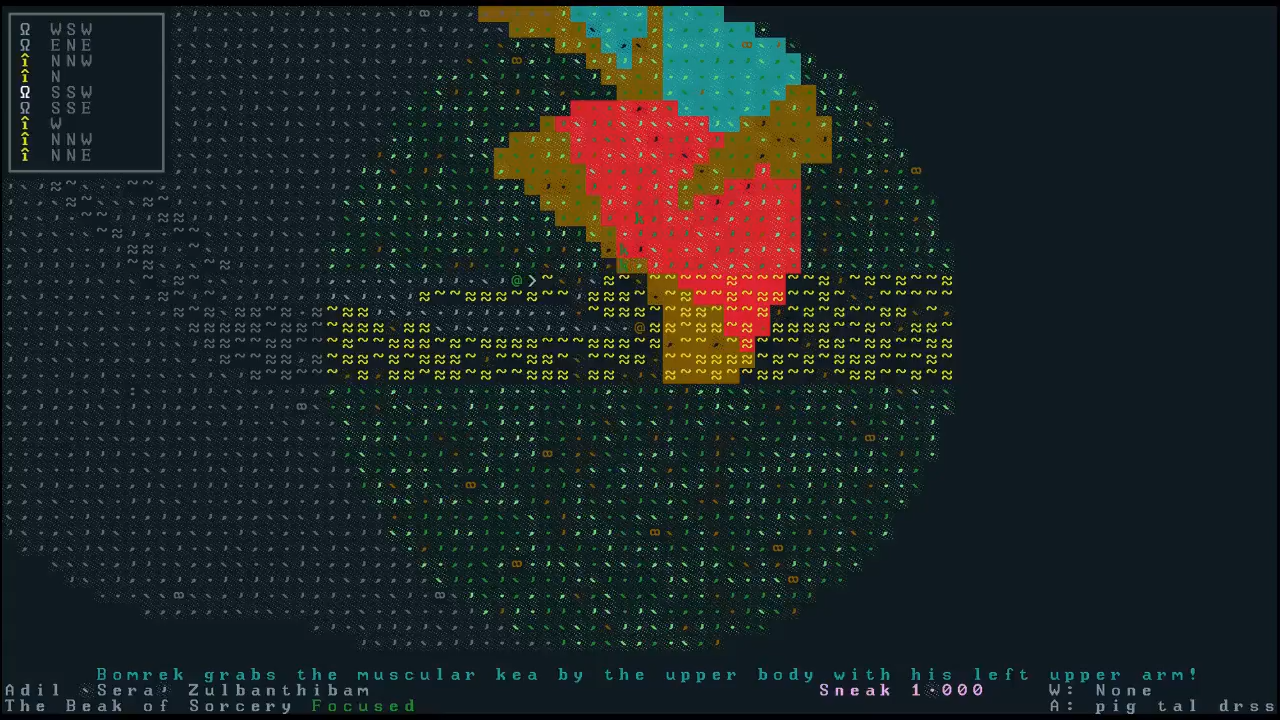 Ω WSW
Ω ENE
î NNW
î N
Ω SSW
Ω SSE
î W
î NNW
î NNE
Bomrek grabs the muscular kea by the upper body with his left upper arm!
Adil `Sera' Zulbanthibam
Sneak 1.000
W: None
The Beak of Sorcery Focused
A: pig tal drss